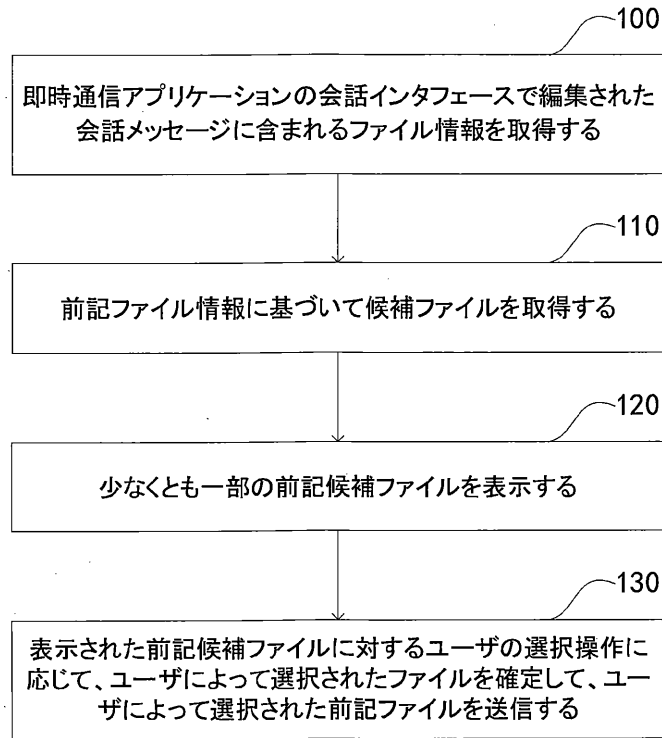 100
即時通信アプリケーションの会話インタフェースで編集された
会話メッセージに含まれるファイル情報を取得する
110
前記ファイル情報に基づいて候補ファイルを取得する
120
少なくとも一部の前記候補ファイルを表示する
130
表示された前記候補ファイルに対するユーザの選択操作に
応じて、ユーザによって選択されたファイルを確定して、ユー
ザによって選択された前記ファイルを送信する